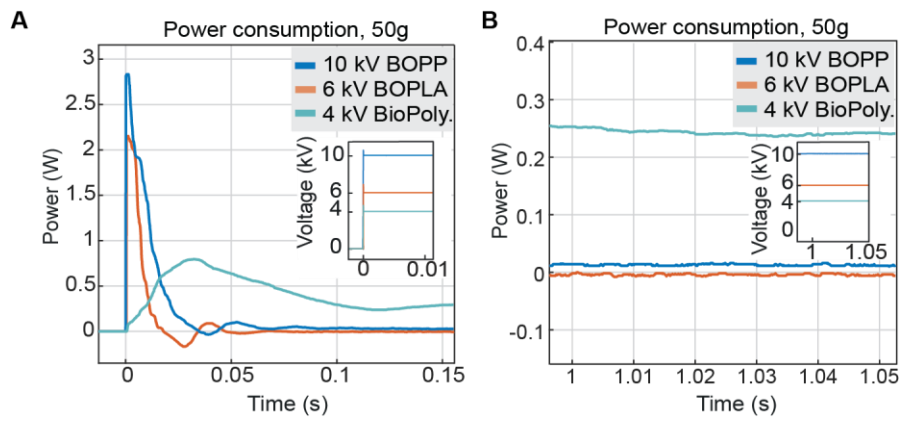 A
Power consumption, 50g
3
2.5
2
1.5
1
0.5
0
Power (W)
10 kV BOPP
6 kV BOPLA
4 kV BioPoly.
Voltage (kV)
10
6
4
0
0 0.01
0 0.05 0.1 0.15
Time (s)
B
Power consumption, 50g
0.4
0.3
0.2
0.1
0
-0.1
Power (W)
10 kV BOPP
6 kV BOPLA
4 kV BioPoly.
Voltage (kV)
10
6
4
0
1 1.05
1 1.01 1.02 1.03 1.04 1.05
Time (s)